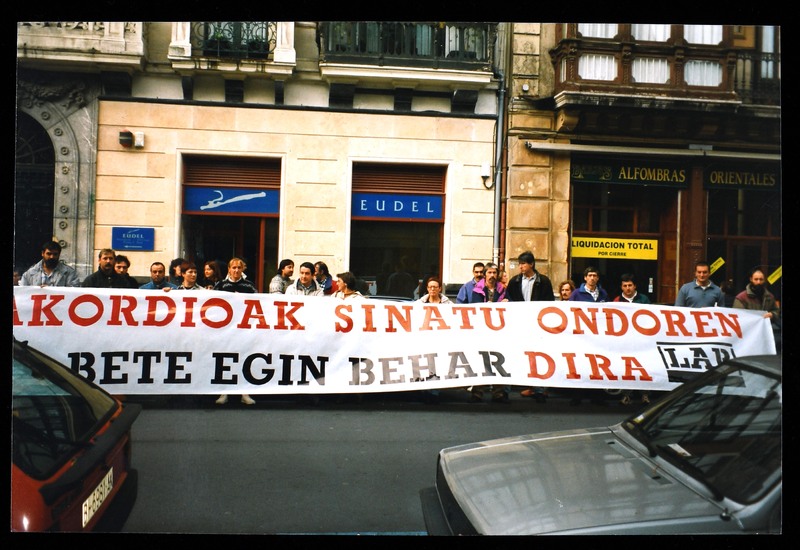 ALFOMBRAS ORIENTALES
EUDEL
EUDEL
LIQUIDACION TOTAL
POR CIERRE
AKORDIOAK SINATU ONDOREN
BETE EGIN BEHAR DIRA LAB